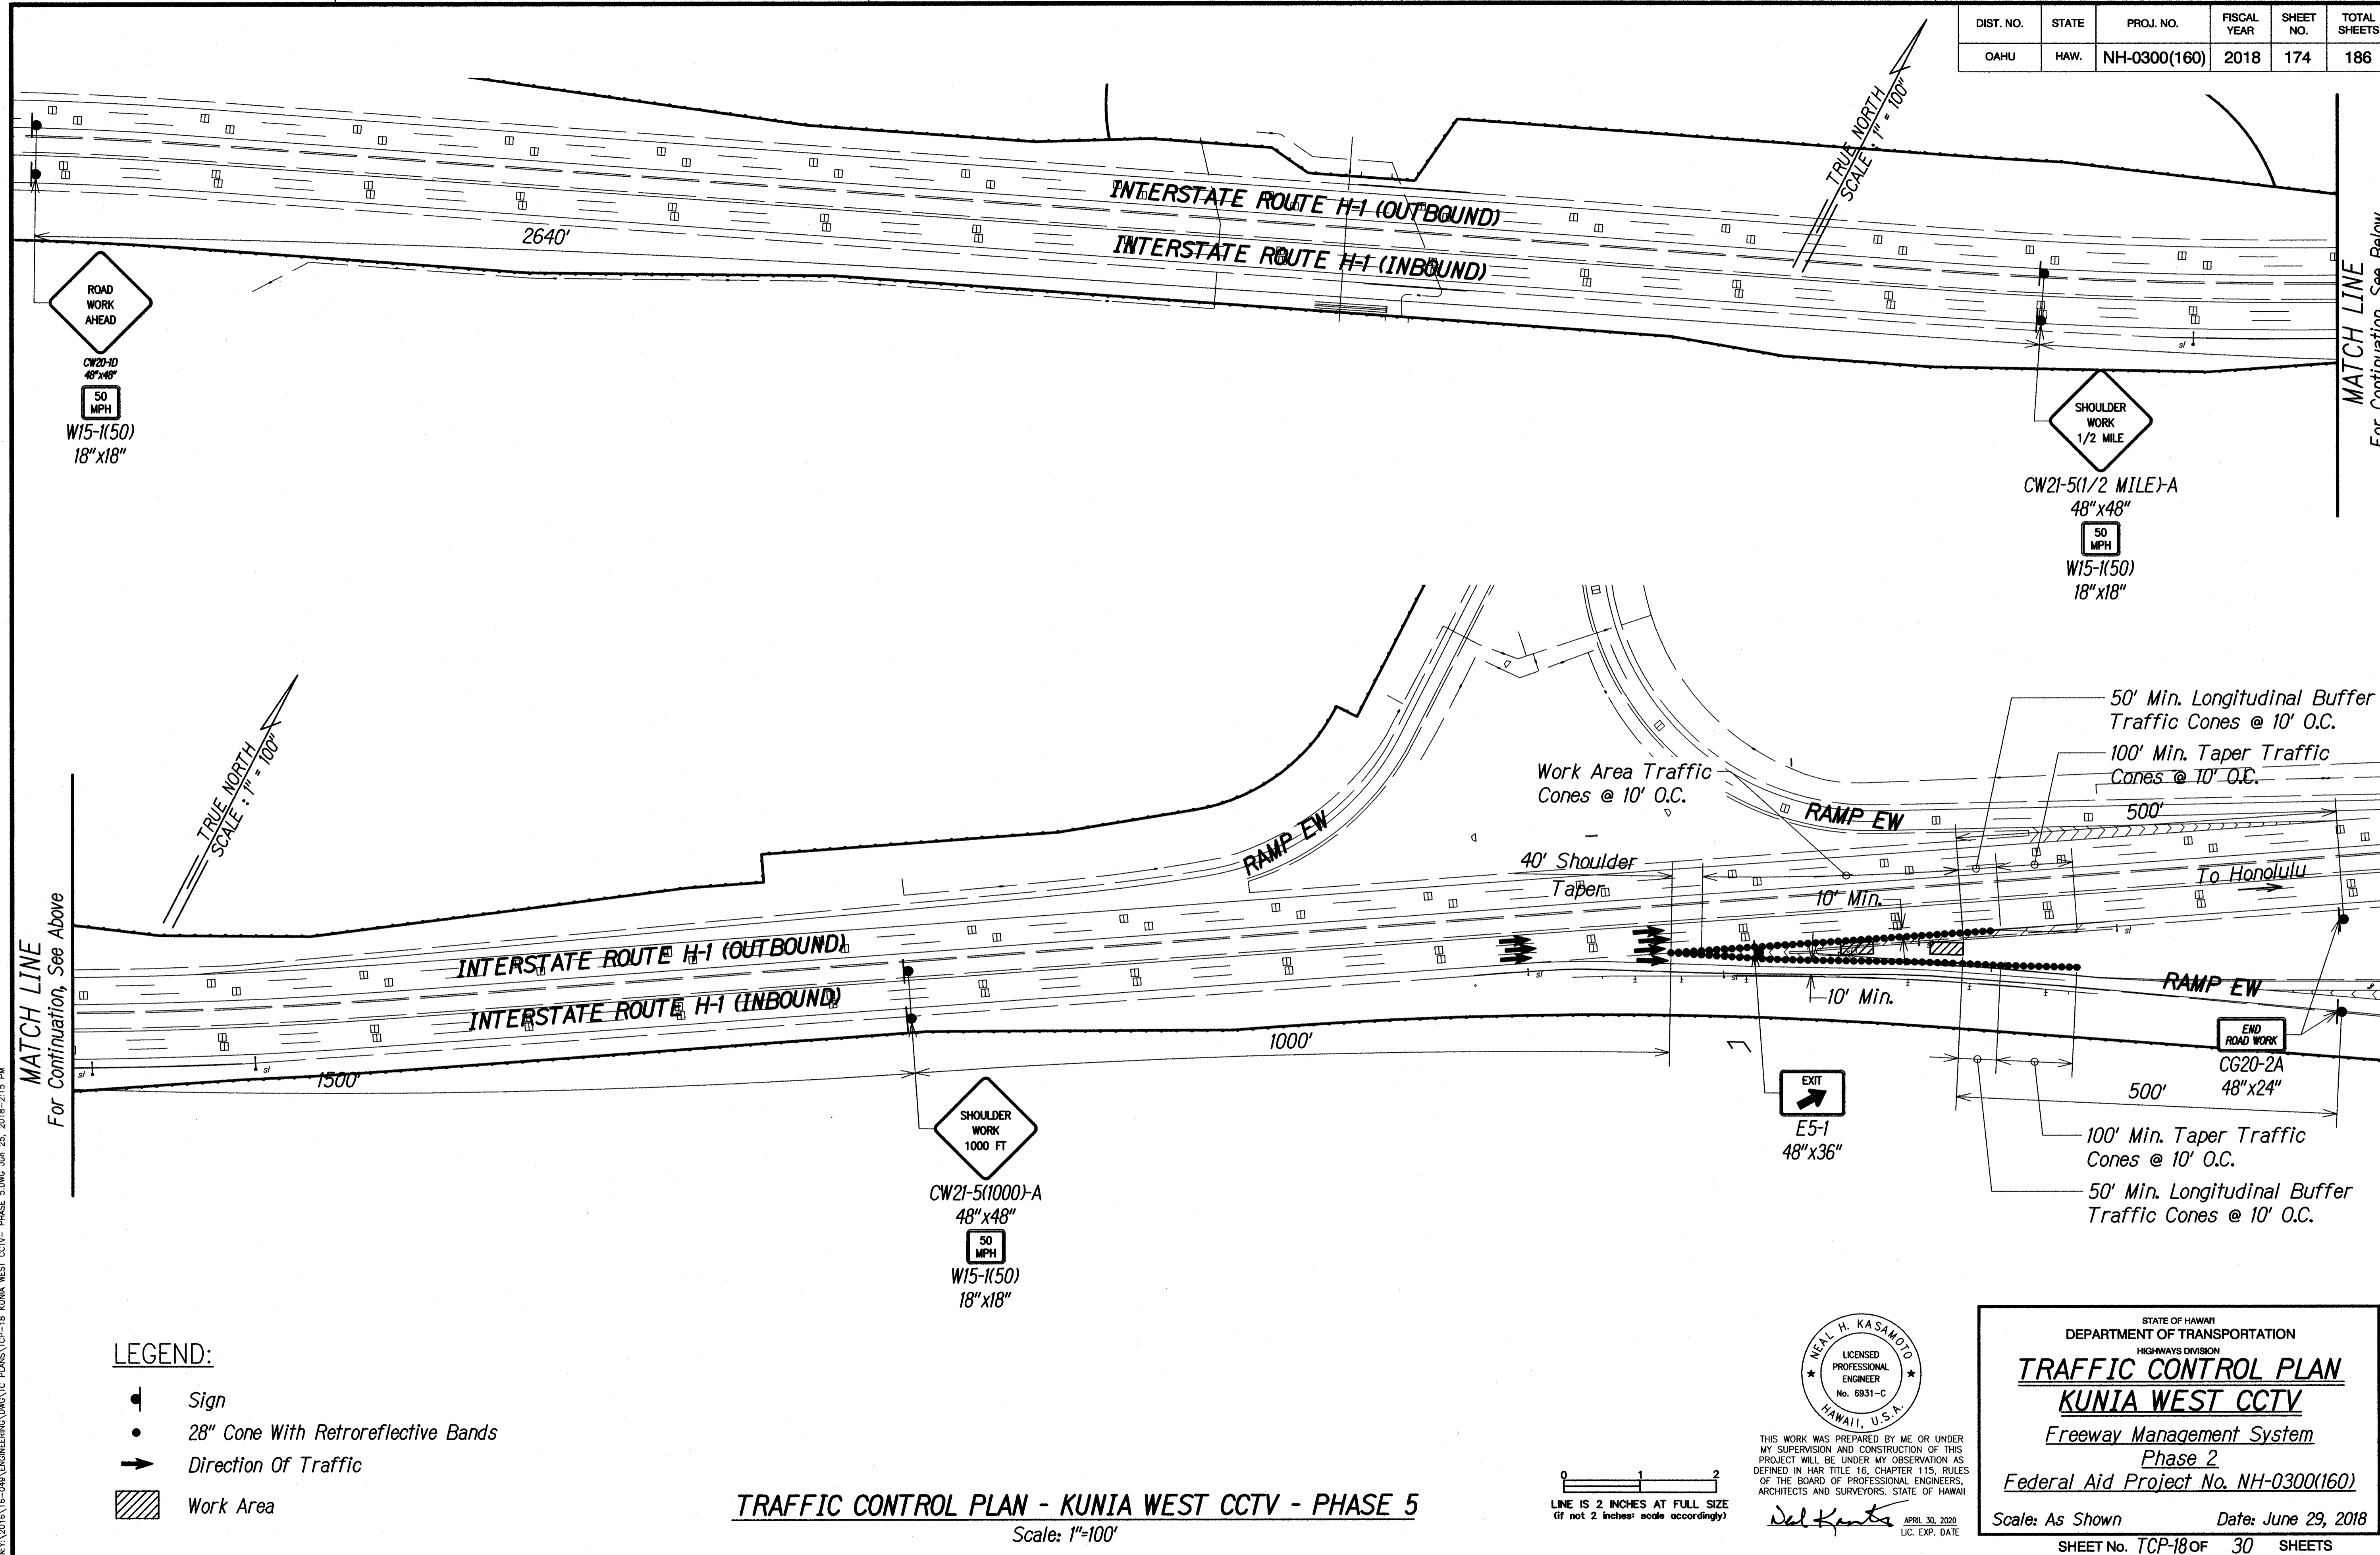 DIST. NO.
STATE
PROJ. NO.
FISCAL YEAR
SHEET NO.
TOTAL SHEETS
OAHU
HAW.
NH-0300(160)
2018
174
186
TRUE NORTH
SCALE : 1" = 100'
INTERSTATE ROUTE H-1 (OUTBOUND)
INTERSTATE ROUTE H-1 (INBOUND)
2640'
ROAD
WORK
AHEAD
CW20-1D
48"x48"
50
MPH
W15-1(50)
18"x18"
sl
SHOULDER
WORK
1/2 MILE
CW21-5(1/2 MILE)-A
48"x48"
50
MPH
W15-1(50)
18"x18"
MATCH LINE
For Continuation, See Below
MATCH LINE
For Continuation, See Above
TRUE NORTH
SCALE : 1" = 100'
INTERSTATE ROUTE H-1 (OUTBOUND)
INTERSTATE ROUTE H-1 (INBOUND)
sl
sl
1500'
SHOULDER
WORK
1000 FT
CW21-5(1000)-A
48"x48"
50
MPH
W15-1(50)
18"x18"
1000'
RAMP EW
RAMP EW
Work Area Traffic
Cones @ 10' O.C.
40' Shoulder
Taper
10' Min.
10' Min.
50' Min. Longitudinal Buffer
Traffic Cones @ 10' O.C.
100' Min. Taper Traffic
Cones @ 10' O.C.
500'
To Honolulu
sl
sl
sl
sl
RAMP EW
EXIT
E5-1
48"x36"
END
ROAD WORK
CG20-2A
48"x24"
500'
100' Min. Taper Traffic
Cones @ 10' O.C.
50' Min. Longitudinal Buffer
Traffic Cones @ 10' O.C.
LEGEND:
Sign
28" Cone With Retroreflective Bands
Direction Of Traffic
Work Area
TRAFFIC CONTROL PLAN - KUNIA WEST CCTV - PHASE 5
Scale: 1"=100'
0 1 2
LINE IS 2 INCHES AT FULL SIZE
(if not 2 inches: scale accordingly)
NEAL H. KASAMOTO
LICENSED
PROFESSIONAL
ENGINEER
No. 6931-C
HAWAII, U.S.A.
THIS WORK WAS PREPARED BY ME OR UNDER
MY SUPERVISION AND CONSTRUCTION OF THIS
PROJECT WILL BE UNDER MY OBSERVATION AS
DEFINED IN HAR TITLE 16, CHAPTER 115, RULES
OF THE BOARD OF PROFESSIONAL ENGINEERS,
ARCHITECTS AND SURVEYORS. STATE OF HAWAII
APRIL 30, 2020
LIC. EXP. DATE
STATE OF HAWAI'I
DEPARTMENT OF TRANSPORTATION
HIGHWAYS DIVISION
TRAFFIC CONTROL PLAN
KUNIA WEST CCTV
Freeway Management System
Phase 2
Federal Aid Project No. NH-0300(160)
Scale: As Shown Date: June 29, 2018
SHEET No. TCP-18 OF 30 SHEETS